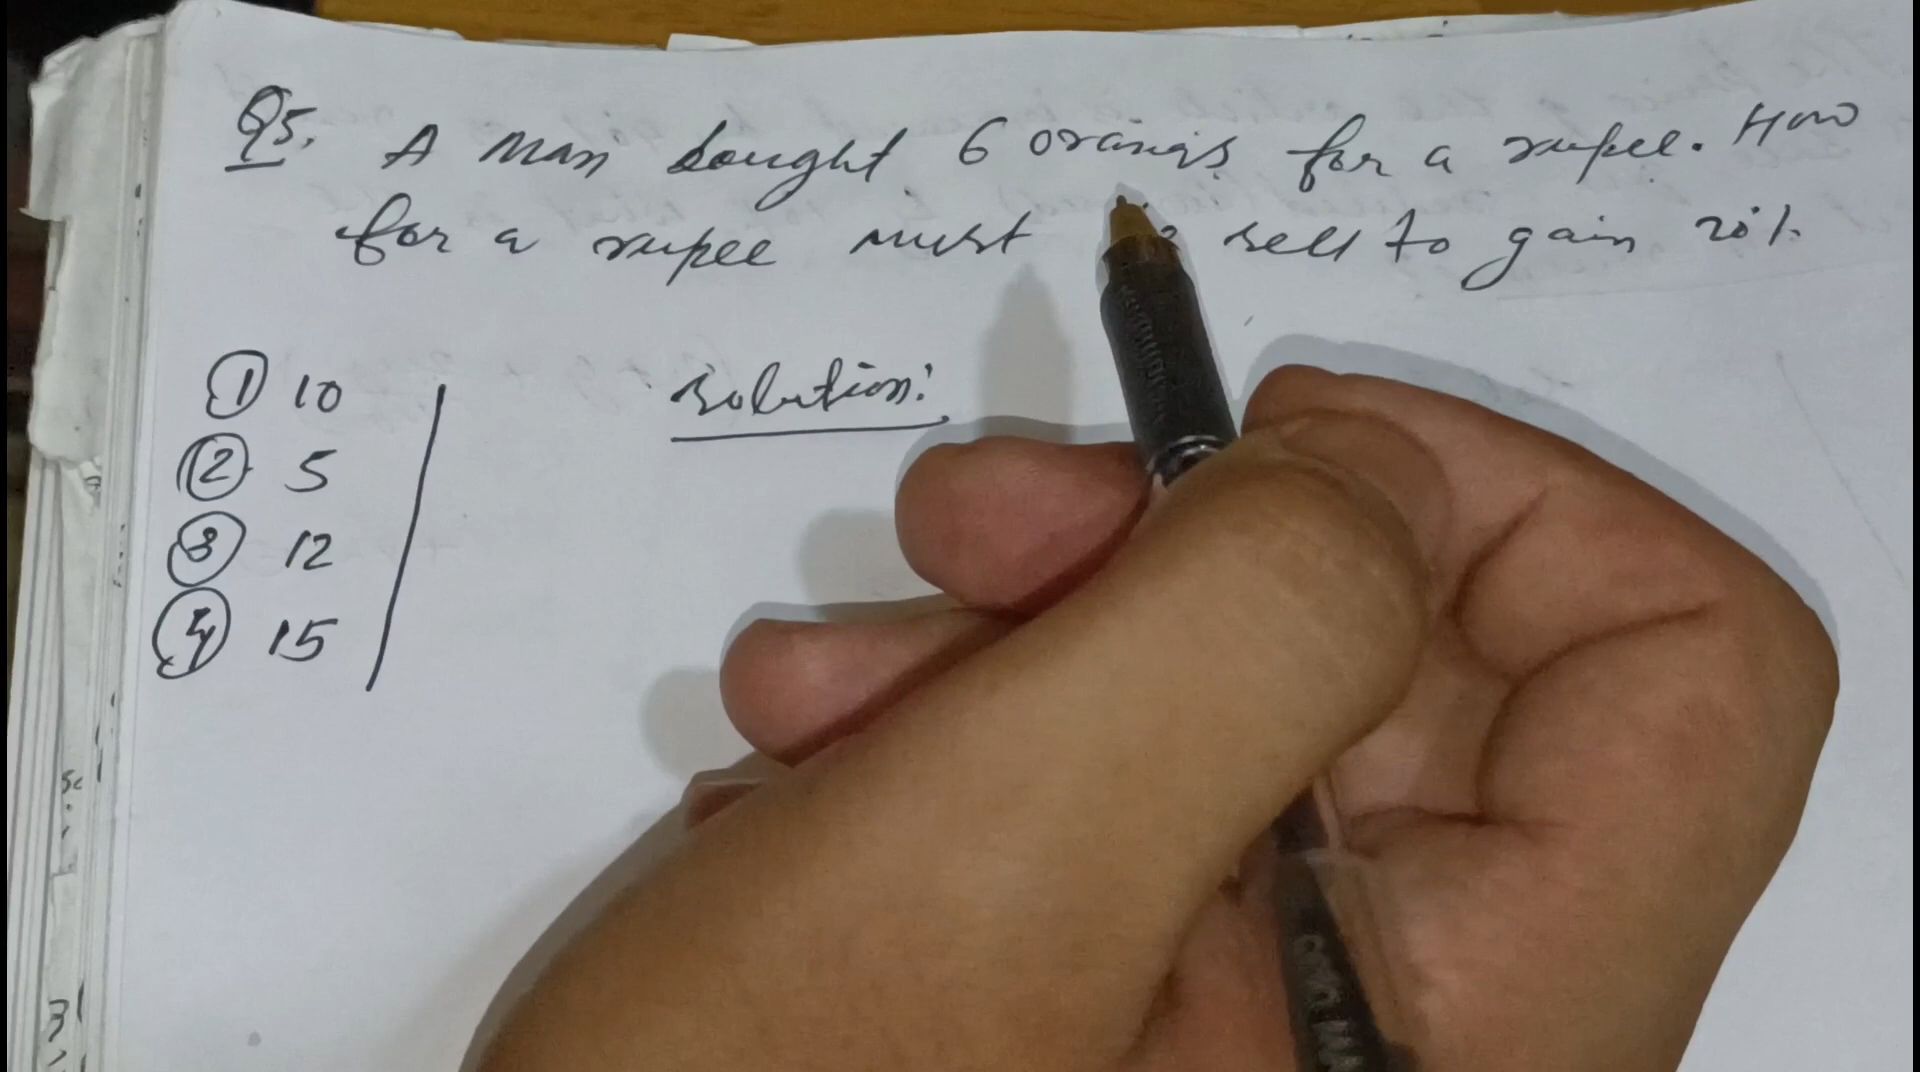 Q5. A man bought 6 oranges for a rupee. How
for a rupee must sell to gain 20%
① 10
② 5
③ 12
④ 15
Solution: